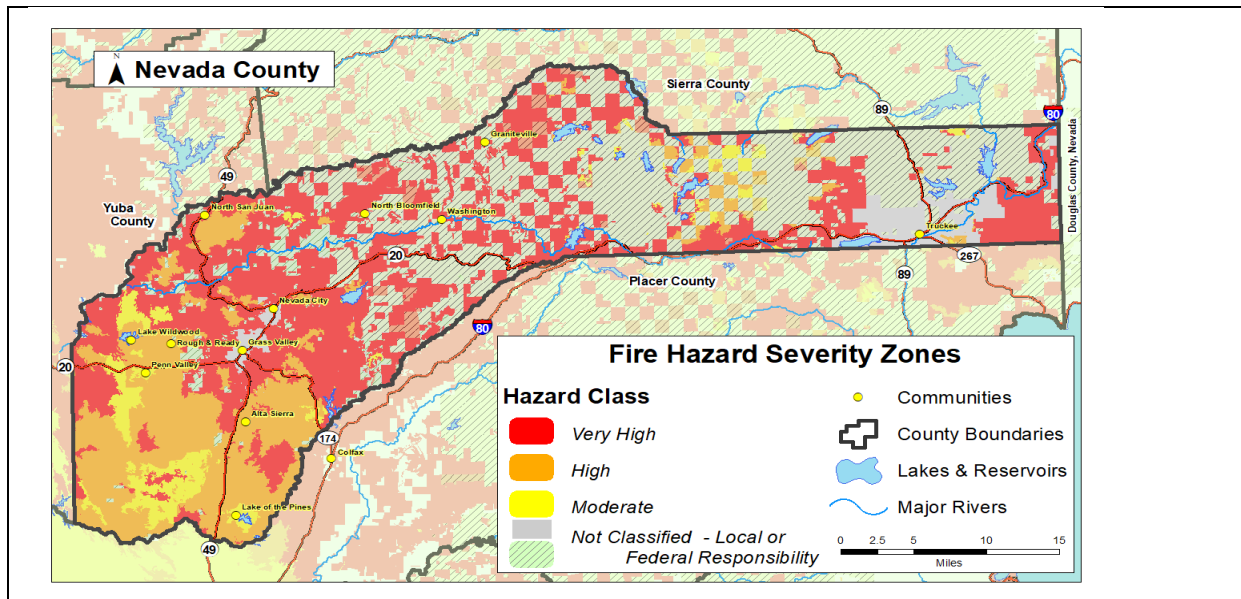 N
Nevada County
Sierra County
89
80
Graniteville
49
Yuba
County
North San Juan
North Bloomfield
Washington
Truckee
Douglas County, Nevada
20
Placer County
89
267
Nevada City
80
Lake Wildwood
Rough & Ready
Grass Valley
20
Penn Valley
Alta Sierra
174
Colfax
Lake of the Pines
49
Fire Hazard Severity Zones
Hazard Class
Very High
High
Moderate
Not Classified - Local or
Federal Responsibility
Communities
County Boundaries
Lakes & Reservoirs
Major Rivers
0 2.5 5 10 15
Miles